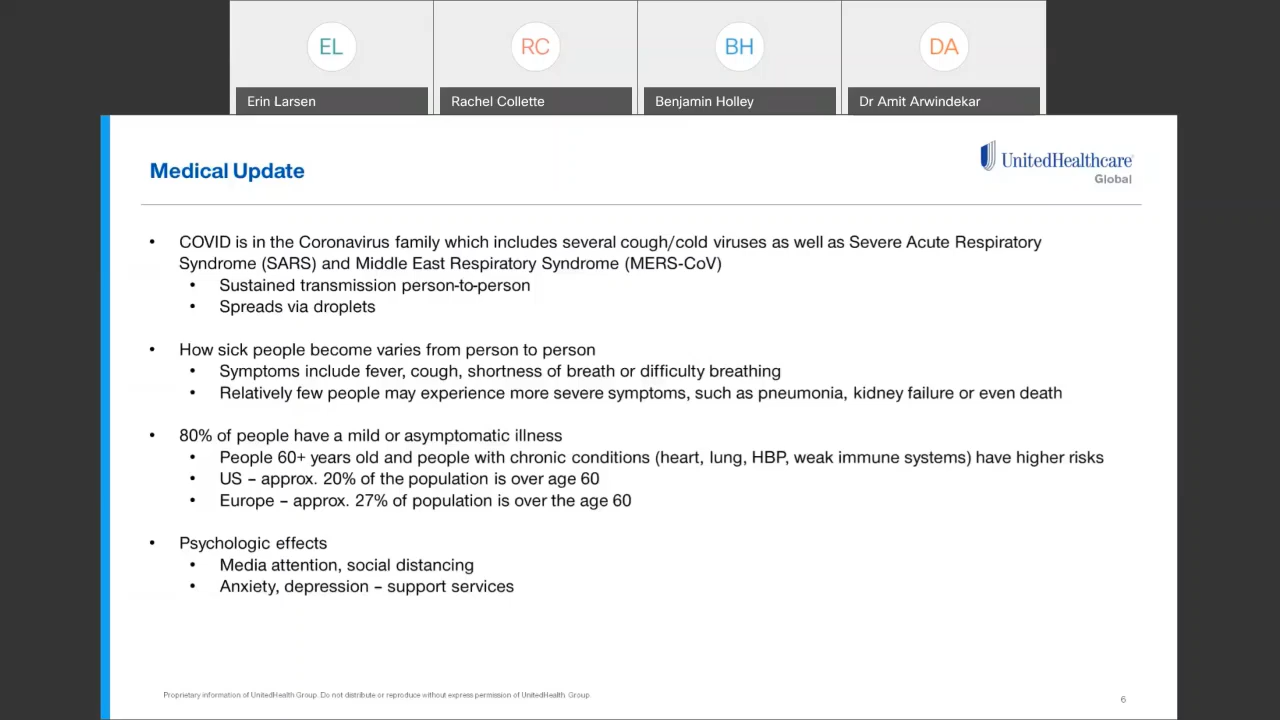 EL
RC
BH
DA
Erin Larsen
Rachel Collette
Benjamin Holley
Dr Amit Arwindekar
Medical Update
UnitedHealthcare
Global
• COVID is in the Coronavirus family which includes several cough/cold viruses as well as Severe Acute Respiratory
Syndrome (SARS) and Middle East Respiratory Syndrome (MERS-CoV)
• Sustained transmission person-to-person
• Spreads via droplets
• How sick people become varies from person to person
• Symptoms include fever, cough, shortness of breath or difficulty breathing
• Relatively few people may experience more severe symptoms, such as pneumonia, kidney failure or even death
• 80% of people have a mild or asymptomatic illness
• People 60+ years old and people with chronic conditions (heart, lung, HBP, weak immune systems) have higher risks
• US – approx. 20% of the population is over age 60
• Europe – approx. 27% of population is over the age 60
• Psychologic effects
• Media attention, social distancing
• Anxiety, depression – support services
Proprietary information of UnitedHealth Group. Do not distribute or reproduce without express permission of UnitedHealth Group.
6